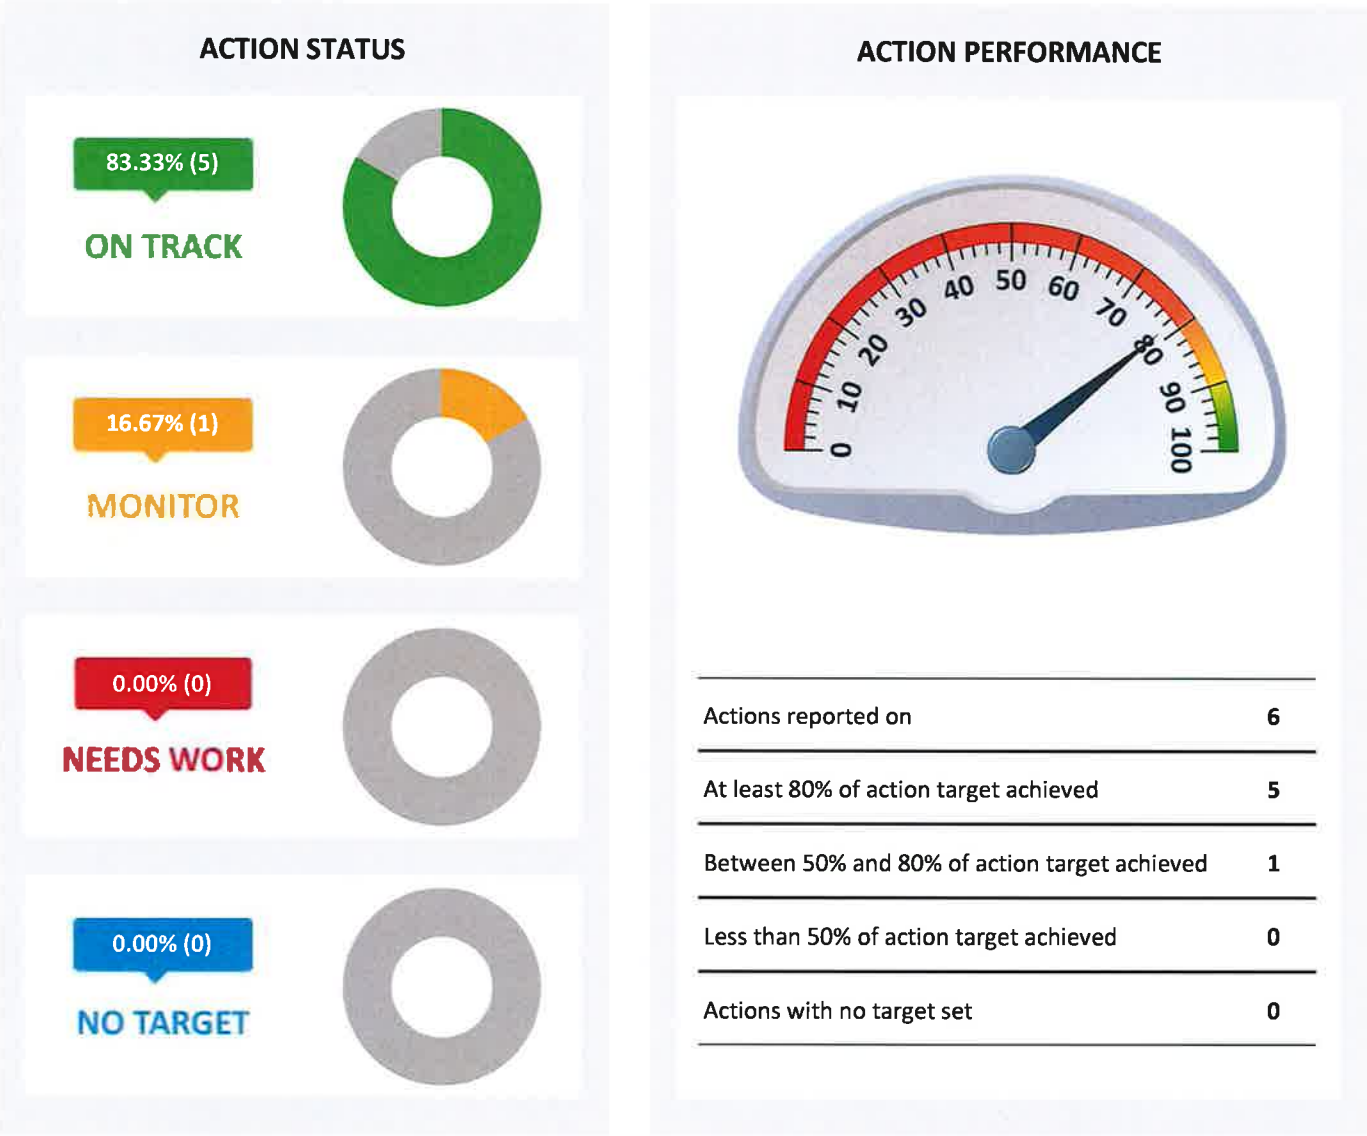 ACTION STATUS
83.33% (5)
ON TRACK
16.67% (1)
MONITOR
0.00% (0)
NEEDS WORK
0.00% (0)
NO TARGET
ACTION PERFORMANCE
0
10
20
30
40
50
60
70
80
90
100
Actions reported on 6
At least 80% of action target achieved 5
Between 50% and 80% of action target achieved 1
Less than 50% of action target achieved 0
Actions with no target set 0